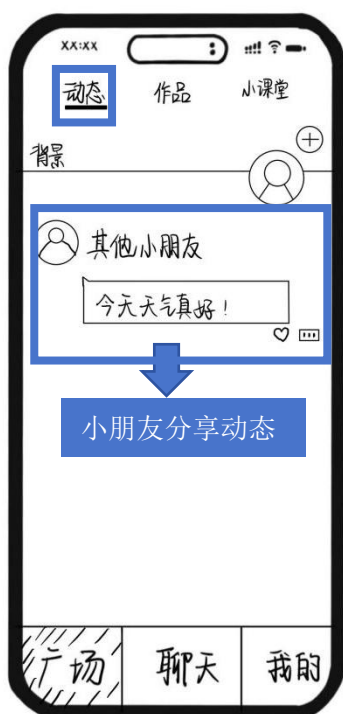 XX:XX
动态 作品 小课堂
背景
其他小朋友
今天天气真好！
小朋友分享动态
广场 聊天 我的